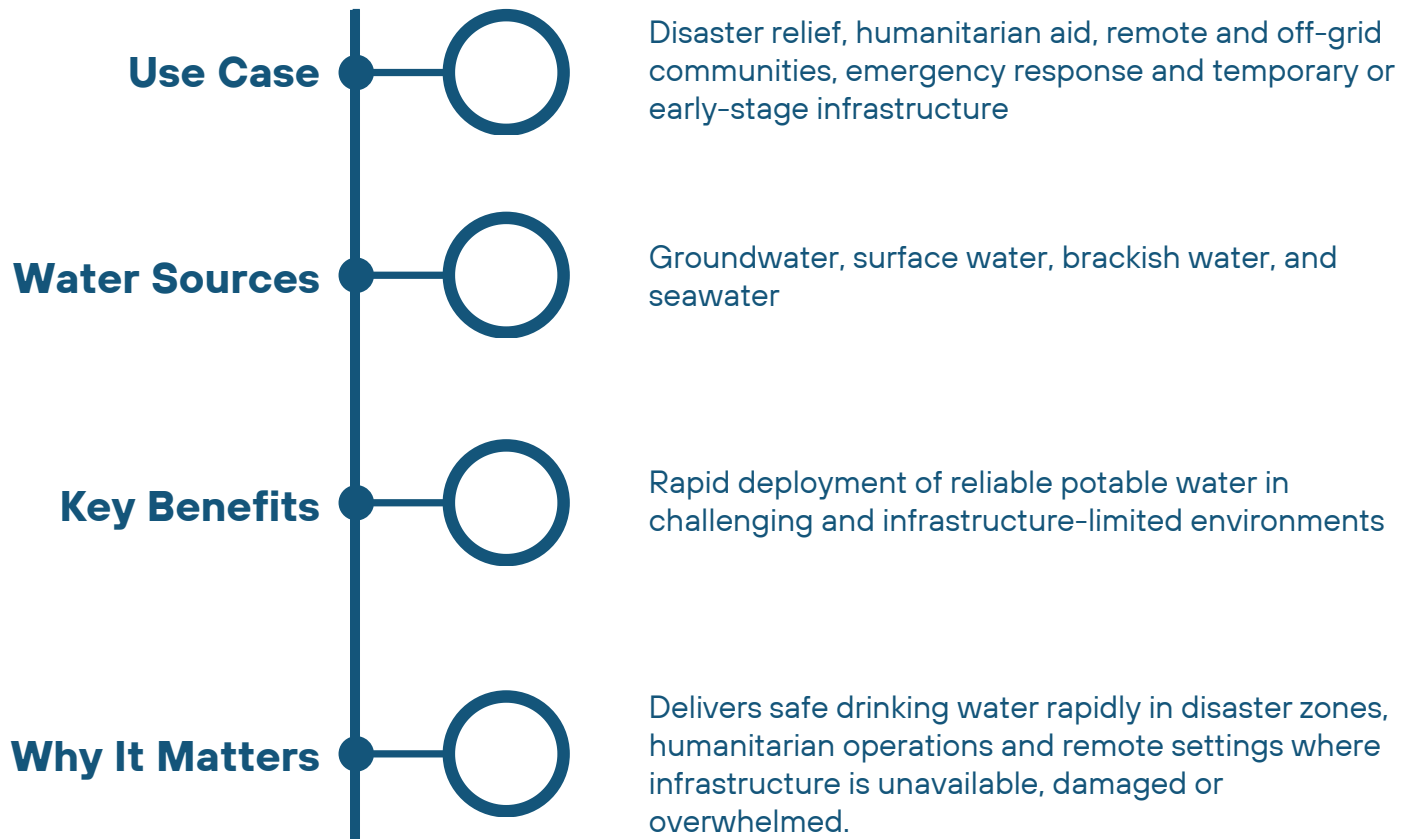 Use Case
Disaster relief, humanitarian aid, remote and off-grid
communities, emergency response and temporary or
early-stage infrastructure
Water Sources
Groundwater, surface water, brackish water, and
seawater
Key Benefits
Rapid deployment of reliable potable water in
challenging and infrastructure-limited environments
Why It Matters
Delivers safe drinking water rapidly in disaster zones,
humanitarian operations and remote settings where
infrastructure is unavailable, damaged or
overwhelmed.